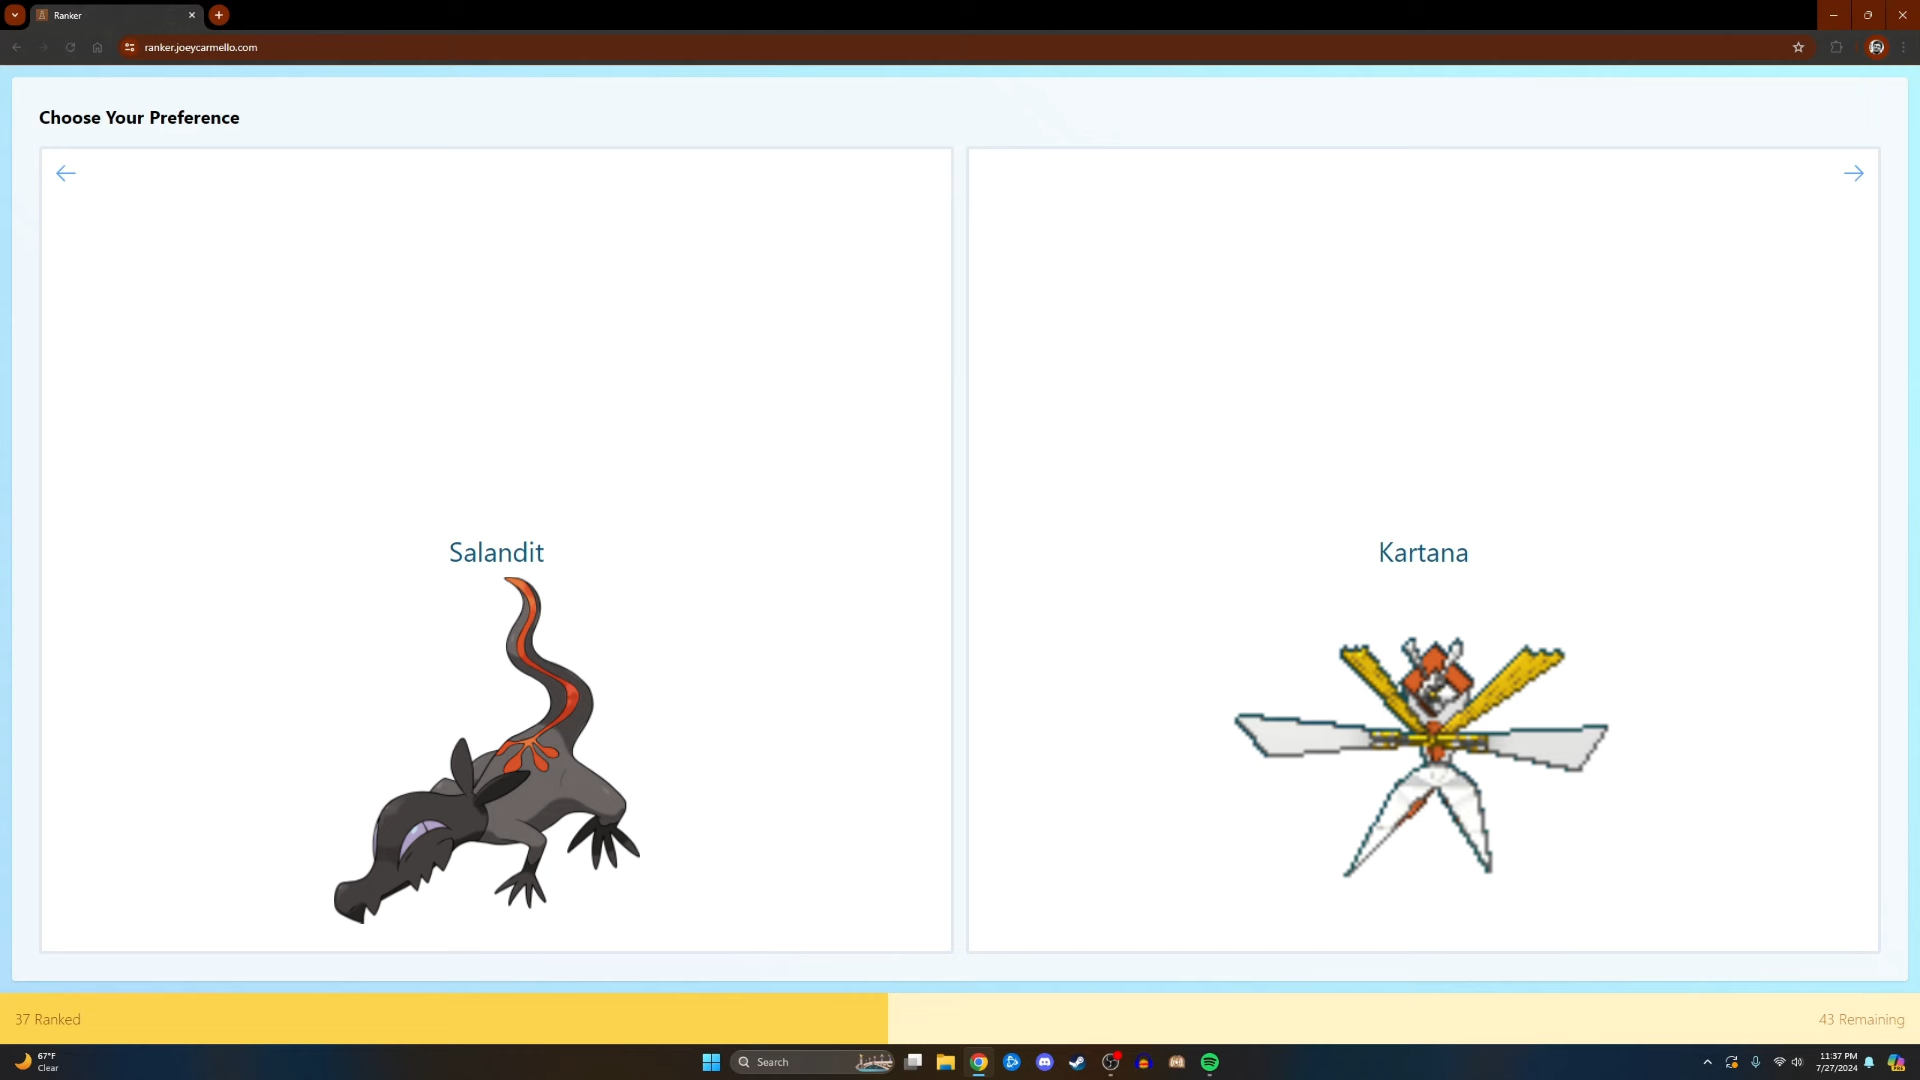 Ranker
ranker.joeycarmello.com
Choose Your Preference
Salandit
Kartana
37 Ranked
43 Remaining
67°F
Clear
Search
11:37 PM
7/27/2024